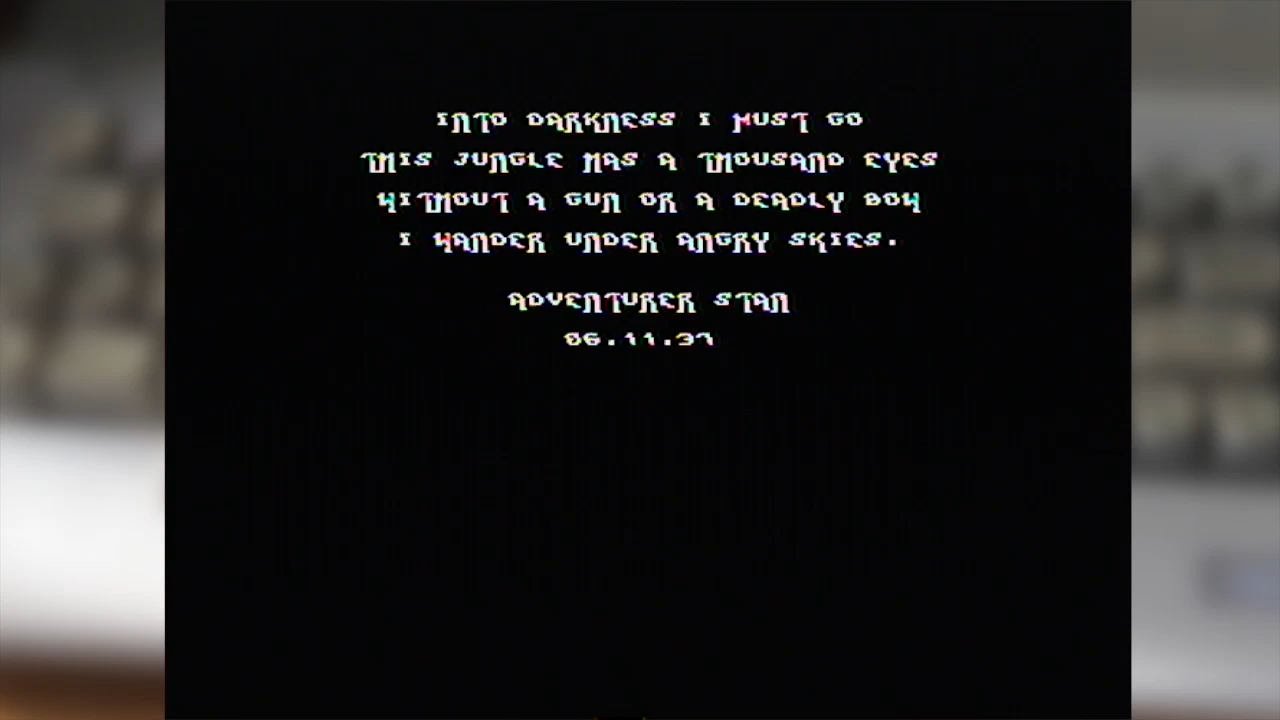 INTO DARKNESS I MUST GO
THIS JUNGLE HAS A THOUSAND EYES
WITHOUT A GUN OR A DEADLY BOW
I WANDER UNDER ANGRY SKIES.
ADVENTURER STAN
06.11.37